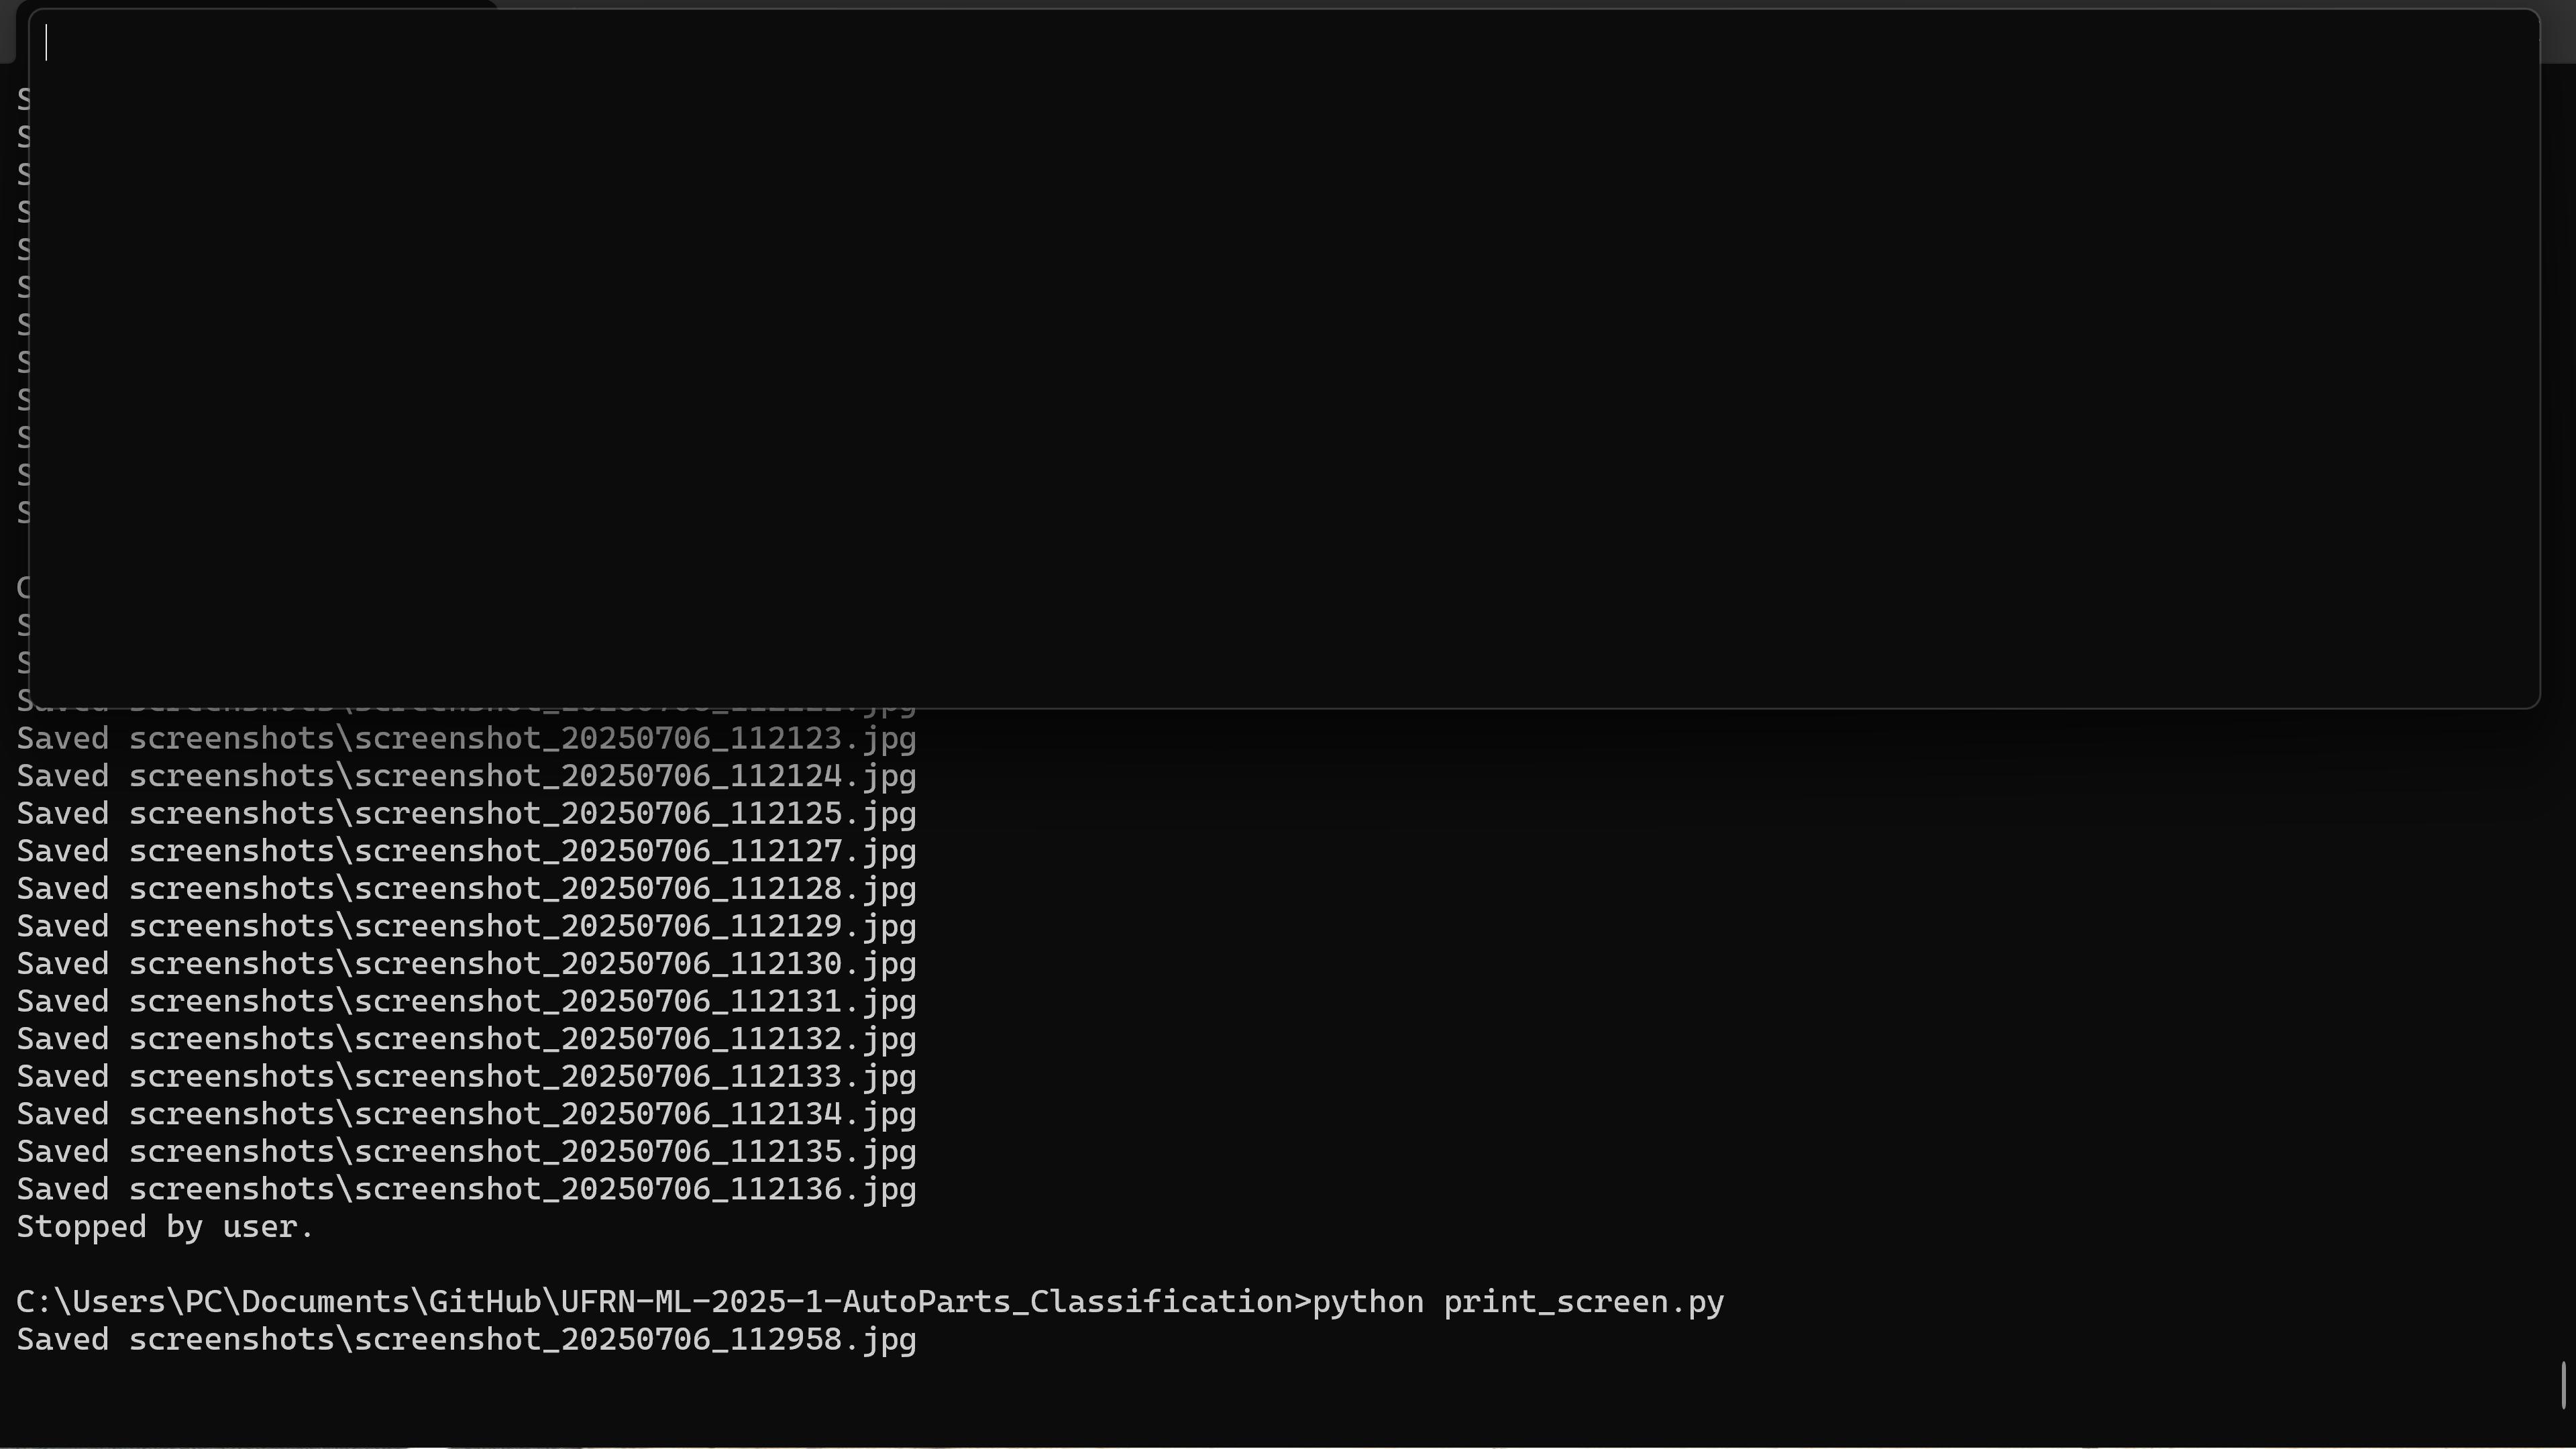 Saved screenshots\screenshot_20250706_112123.jpg
Saved screenshots\screenshot_20250706_112124.jpg
Saved screenshots\screenshot_20250706_112125.jpg
Saved screenshots\screenshot_20250706_112127.jpg
Saved screenshots\screenshot_20250706_112128.jpg
Saved screenshots\screenshot_20250706_112129.jpg
Saved screenshots\screenshot_20250706_112130.jpg
Saved screenshots\screenshot_20250706_112131.jpg
Saved screenshots\screenshot_20250706_112132.jpg
Saved screenshots\screenshot_20250706_112133.jpg
Saved screenshots\screenshot_20250706_112134.jpg
Saved screenshots\screenshot_20250706_112135.jpg
Saved screenshots\screenshot_20250706_112136.jpg
Stopped by user.
C:\Users\PC\Documents\GitHub\UFRN-ML-2025-1-AutoParts_Classification>python print_screen.py
Saved screenshots\screenshot_20250706_112958.jpg